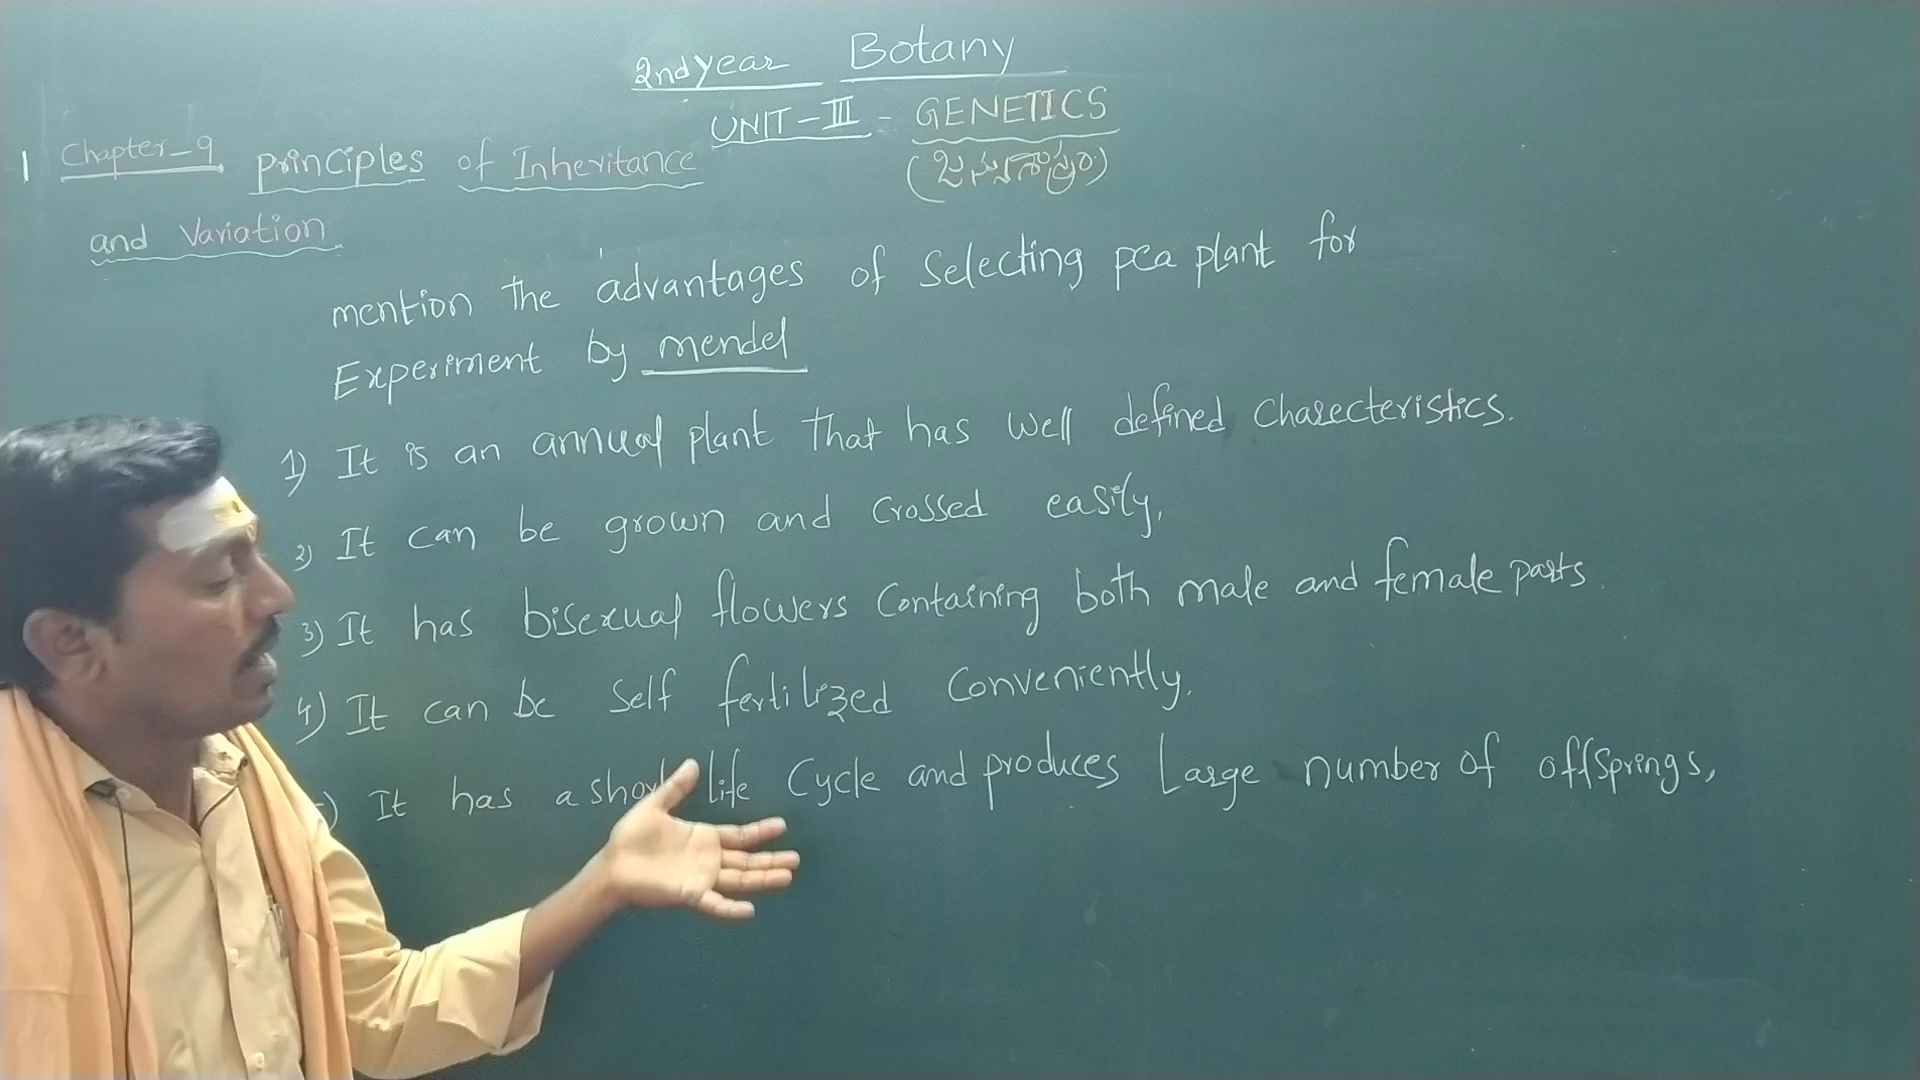 2nd year Botany
UNIT-III - GENETICS
(జన్యుశాస్త్రం)
1 Chapter-9 principles of Inheritance
and Variation
mention the advantages of Selecting pea plant for
Experiment by mendel
1) It is an annual plant that has well defined charecteristics.
2) It can be grown and crossed easily,
3) It has bisexual flowers containing both male and female parts.
4) It can be self fertilized conveniently.
) It has a short life cycle and produces Large number of offsprings,